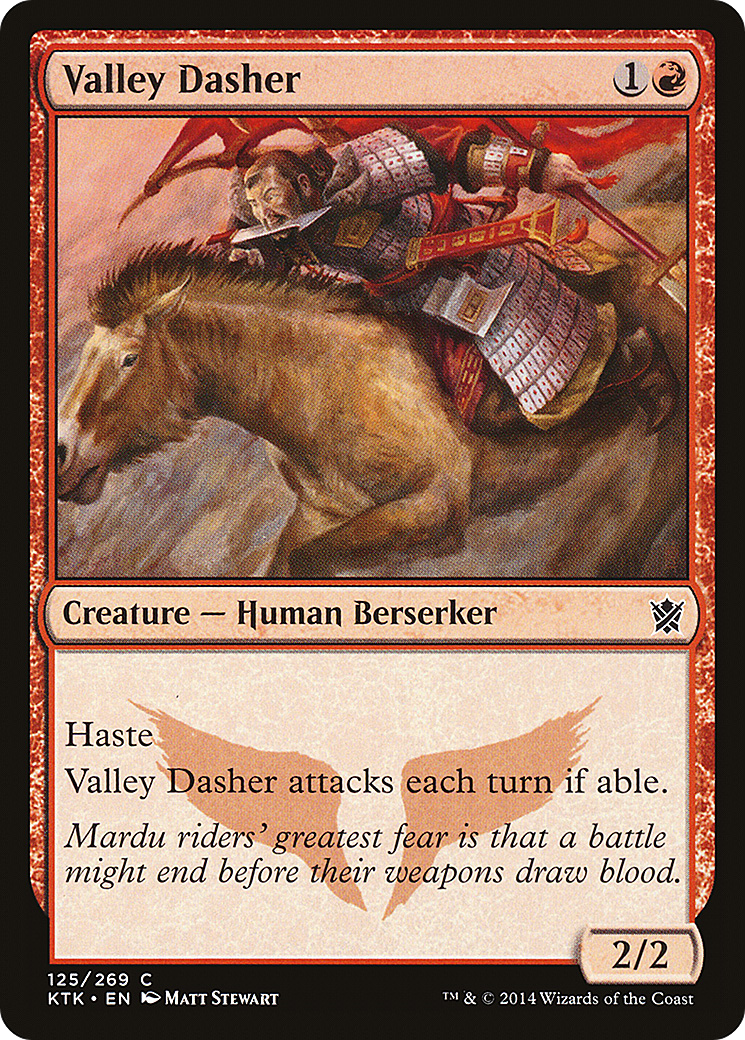 Valley Dasher 1
Creature — Human Berserker
Haste
Valley Dasher attacks each turn if able.
Mardu riders' greatest fear is that a battle
might end before their weapons draw blood.
2/2
125/269 C
KTK • EN Matt Stewart
™ & © 2014 Wizards of the Coast